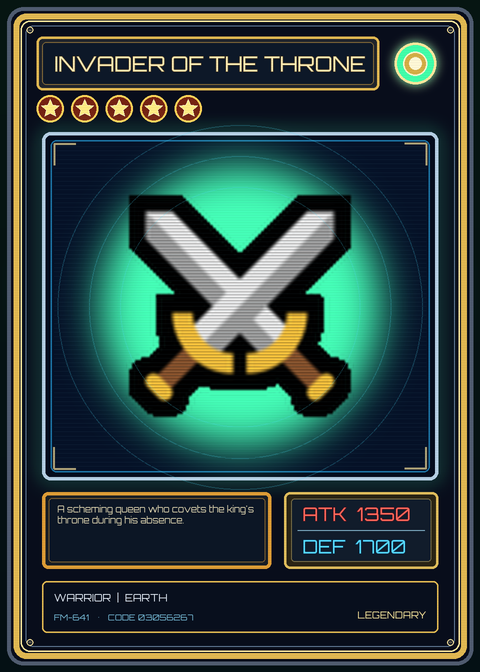 INVADER OF THE THRONE
A scheming queen who covets the king's
throne during his absence.
ATK 1350
DEF 1700
WARRIOR | EARTH
FM-641 · CODE 03056267
LEGENDARY